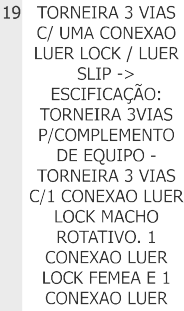 19 TORNEIRA 3 VIAS
C/ UMA CONEXAO
LUER LOCK / LUER
SLIP ->
ESCIFICAÇÃO:
TORNEIRA 3VIAS
P/COMPLEMENTO
DE EQUIPO -
TORNEIRA 3 VIAS
C/1 CONEXAO LUER
LOCK MACHO
ROTATIVO. 1
CONEXAO LUER
LOCK FEMEA E 1
CONEXAO LUER